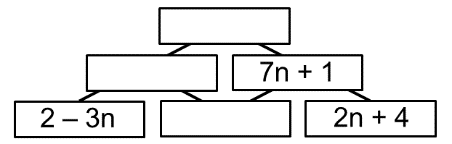 7n + 1
2 – 3n
2n + 4